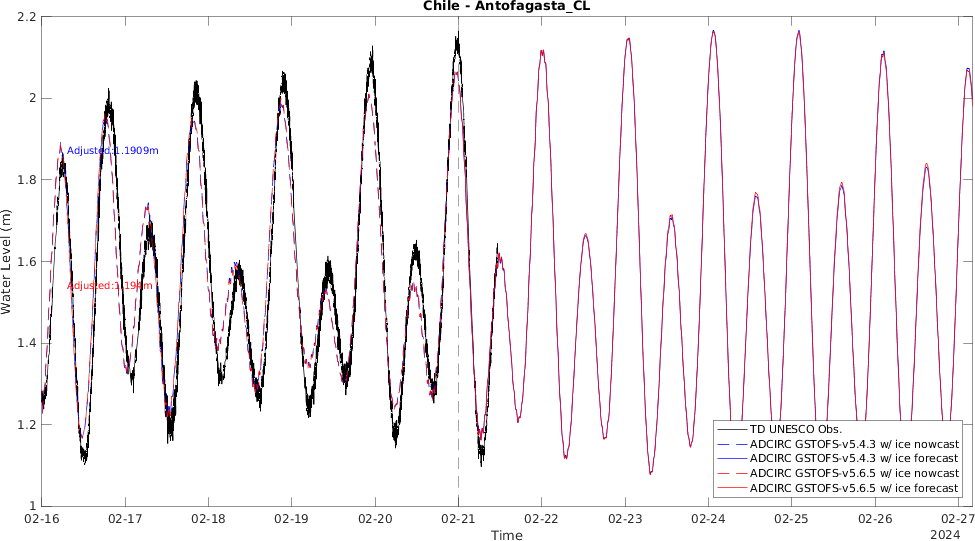 Chile - Antofagasta_CL
Water Level (m)
2.2
2
1.8
1.6
1.4
1.2
1
Adjusted:1.1909m
Adjusted:1.194m
TD UNESCO Obs.
ADCIRC GSTOFS-v5.4.3 w/ ice nowcast
ADCIRC GSTOFS-v5.4.3 w/ ice forecast
ADCIRC GSTOFS-v5.6.5 w/ ice nowcast
ADCIRC GSTOFS-v5.6.5 w/ ice forecast
02-16 02-17 02-18 02-19 02-20 02-21 02-22 02-23 02-24 02-25 02-26 02-27
Time
2024